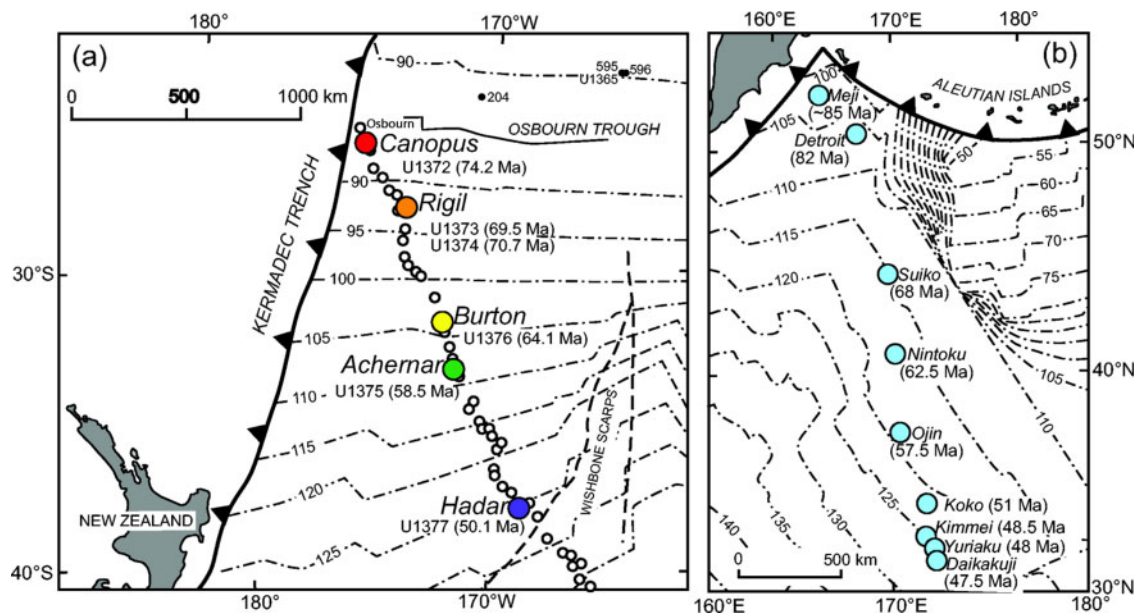 180°
170°W
(a)
90
595
596
U1365
204
0
500
1000 km
Osbourn
OSBOURN TROUGH
Canopus
U1372 (74.2 Ma)
KERMADEC TRENCH
90
Rigil
U1373 (69.5 Ma)
U1374 (70.7 Ma)
95
30°S
100
Burton
U1376 (64.1 Ma)
105
Achernar
U1375 (58.5 Ma)
110
115
WISHBONE SCARPS
120
Hadar
U1377 (50.1 Ma)
NEW ZEALAND
125
40°S
180°
170°W
160°E
170°E
180°
(b)
100
Meji
(~85 Ma)
ALEUTIAN ISLANDS
105
Detroit
(82 Ma)
50
50°N
55
110
60
65
115
70
Suiko
(68 Ma)
120
75
Nintoku
(62.5 Ma)
40°N
105
Ojin
(57.5 Ma)
110
125
Koko (51 Ma)
Kimmei (48.5 Ma
140
135
130
Yuriaku (48 Ma)
Daikakuji
(47.5 Ma)
0
500 km
30°N
160°E
170°E
180°